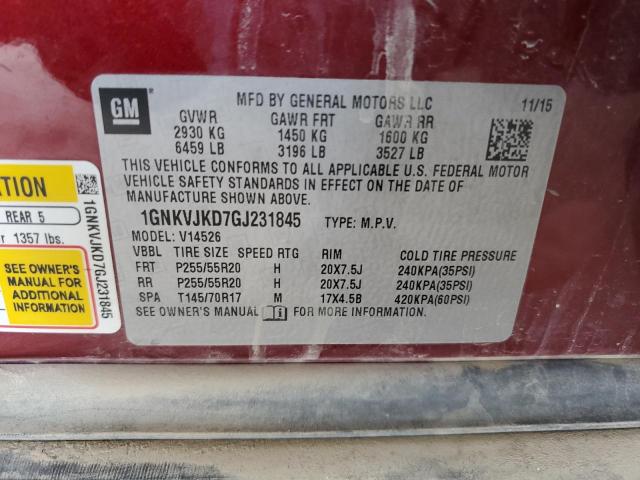 GM
MFD BY GENERAL MOTORS LLC 11/15
GVWR GAWR FRT GAWR RR
2930 KG 1450 KG 1600 KG
6459 LB 3196 LB 3527 LB
THIS VEHICLE CONFORMS TO ALL APPLICABLE U.S. FEDERAL MOTOR
VEHICLE SAFETY STANDARDS IN EFFECT ON THE DATE OF
MANUFACTURE SHOWN ABOVE.
1GNKVJKD7GJ231845 TYPE: M.P.V.
MODEL: V14526
VBBL TIRE SIZE SPEED RTG RIM COLD TIRE PRESSURE
FRT P255/55R20 H 20X7.5J 240KPA(35PSI)
RR P255/55R20 H 20X7.5J 240KPA(35PSI)
SPA T145/70R17 M 17X4.5B 420KPA(60PSI)
SEE OWNER'S MANUAL FOR MORE INFORMATION.
REAR 5
1357 lbs.
SEE OWNER'S
MANUAL FOR
ADDITIONAL
INFORMATION
1GNKVJKD7GJ231845